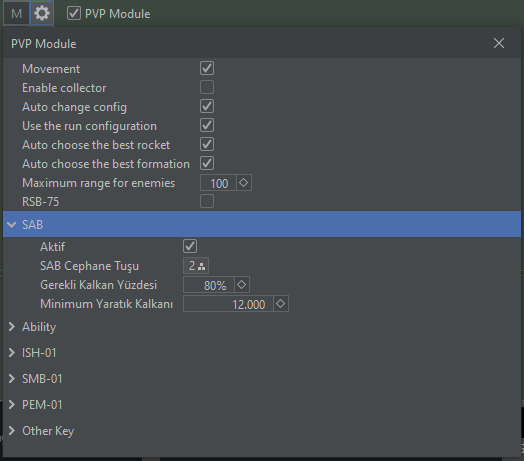 M PVP Module
PVP Module
Movement
Enable collector
Auto change config
Use the run configuration
Auto choose the best rocket
Auto choose the best formation
Maximum range for enemies 100
RSB-75
SAB
Aktif
SAB Cephane Tuşu 2
Gerekli Kalkan Yüzdesi 80%
Minimum Yaratık Kalkanı 12.000
Ability
ISH-01
SMB-01
PEM-01
Other Key